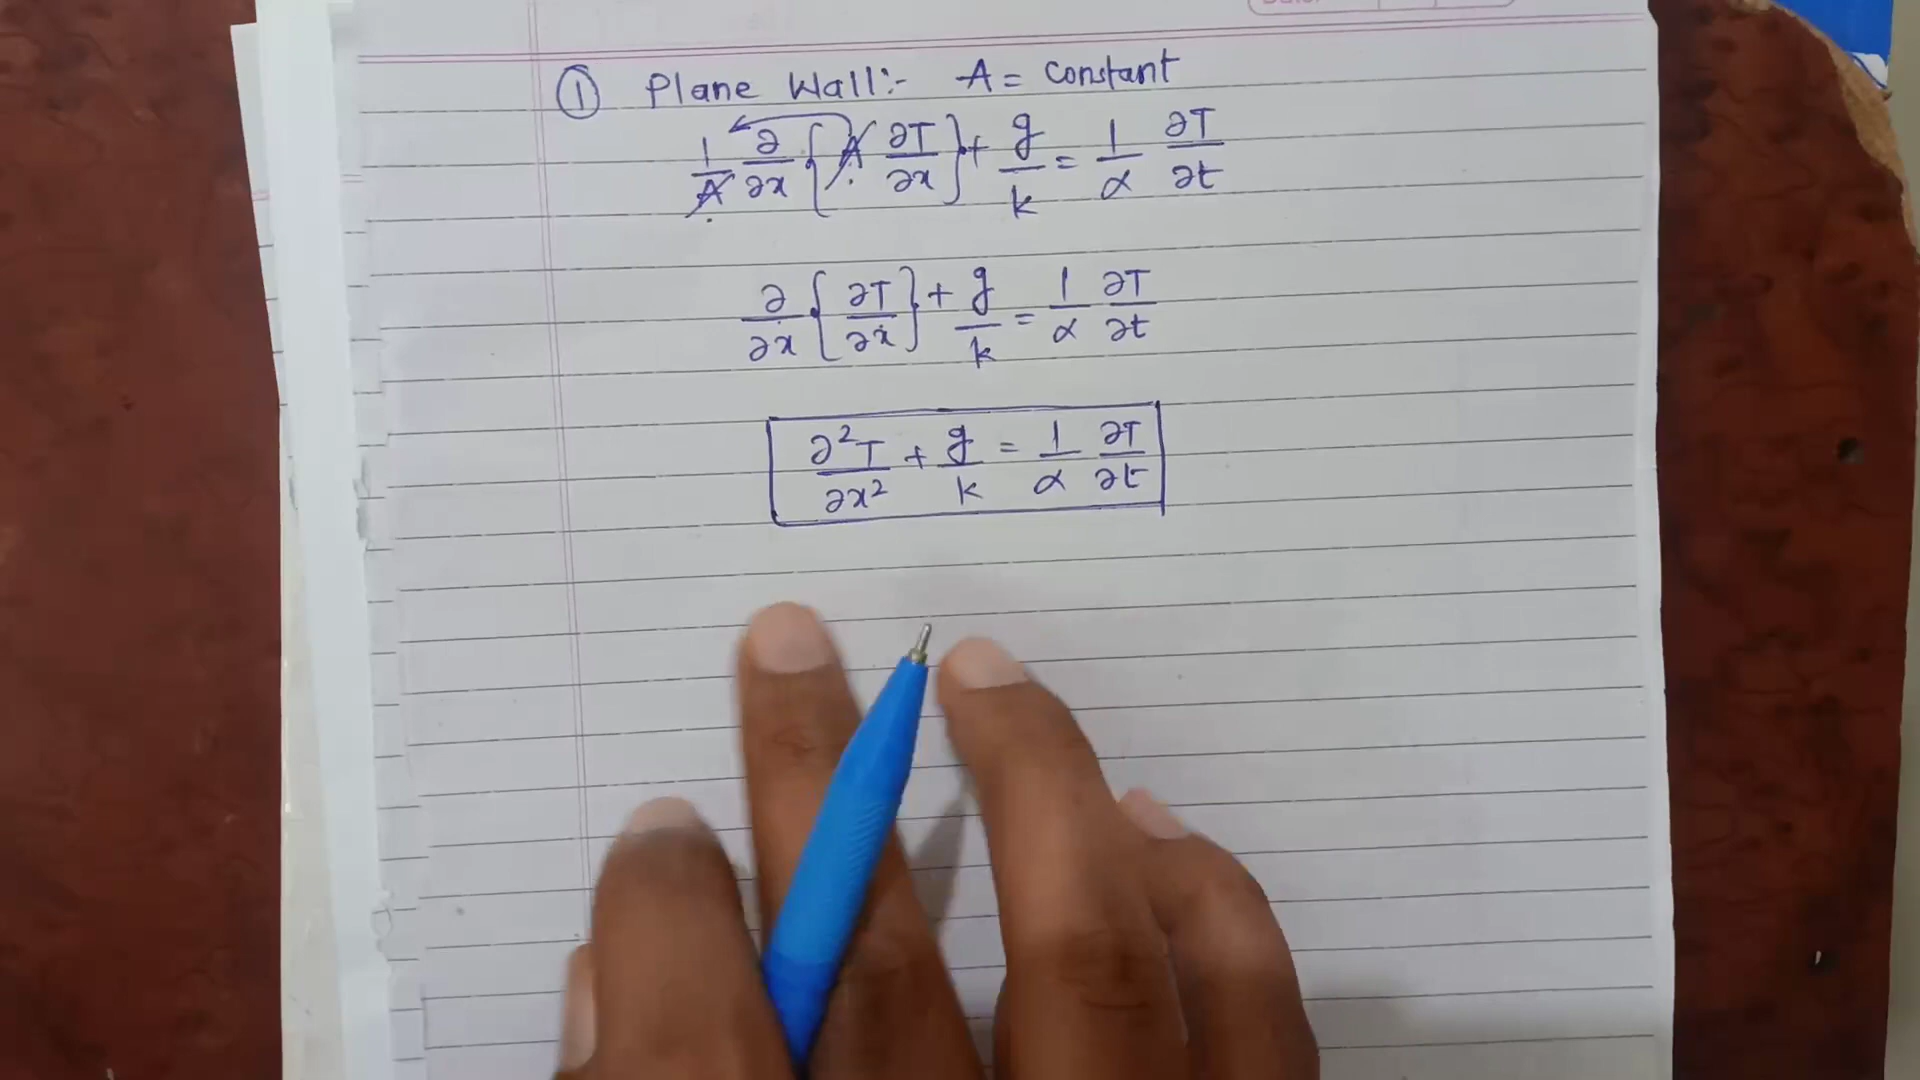 ① Plane Wall:- A = Constant
1/A ∂/∂x {A ∂T/∂x} + g/k = 1/α ∂T/∂t
∂/∂x {∂T/∂x} + g/k = 1/α ∂T/∂t
∂²T/∂x² + g/k = 1/α ∂T/∂t